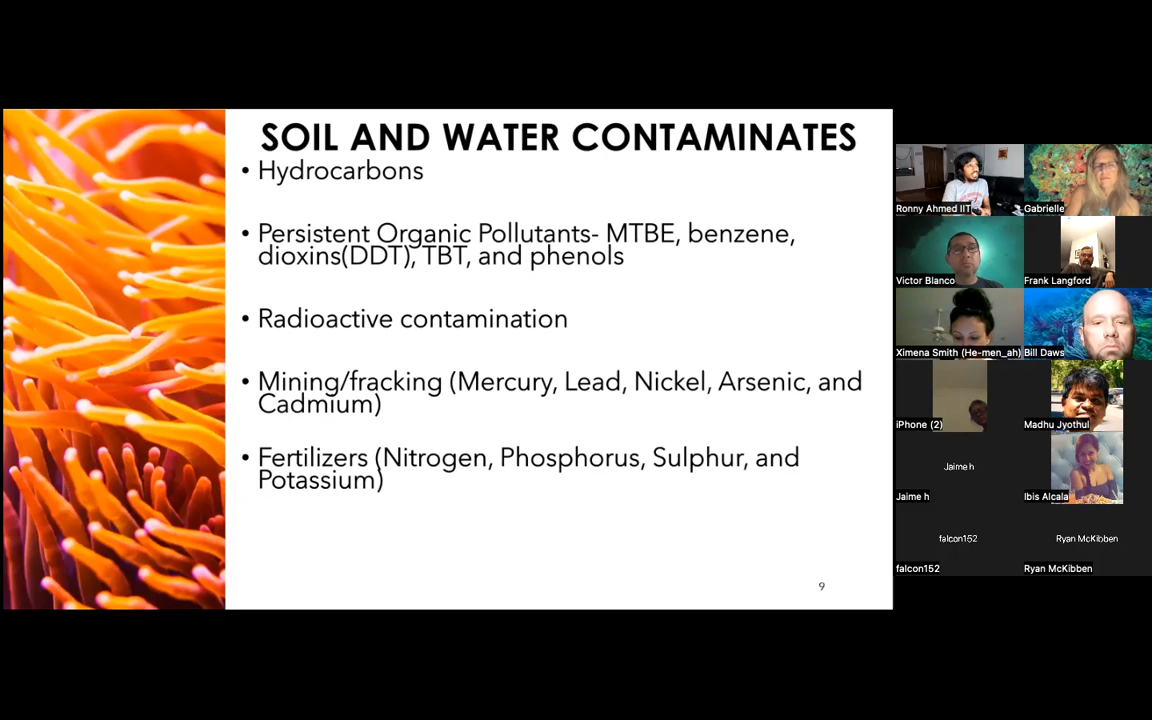 SOIL AND WATER CONTAMINATES
• Hydrocarbons
• Persistent Organic Pollutants- MTBE, benzene,
dioxins(DDT), TBT, and phenols
• Radioactive contamination
• Mining/fracking (Mercury, Lead, Nickel, Arsenic, and
Cadmium)
• Fertilizers (Nitrogen, Phosphorus, Sulphur, and
Potassium)
9
Ronny Ahmed IIT
Gabrielle
Victor Blanco
Frank Langford
Ximena Smith (He-men_ah)
Bill Daws
iPhone (2)
Madhu Jyothul
Jaime h
Jaime h
Ibis Alcala
falcon152
Ryan McKibben
falcon152
Ryan McKibben